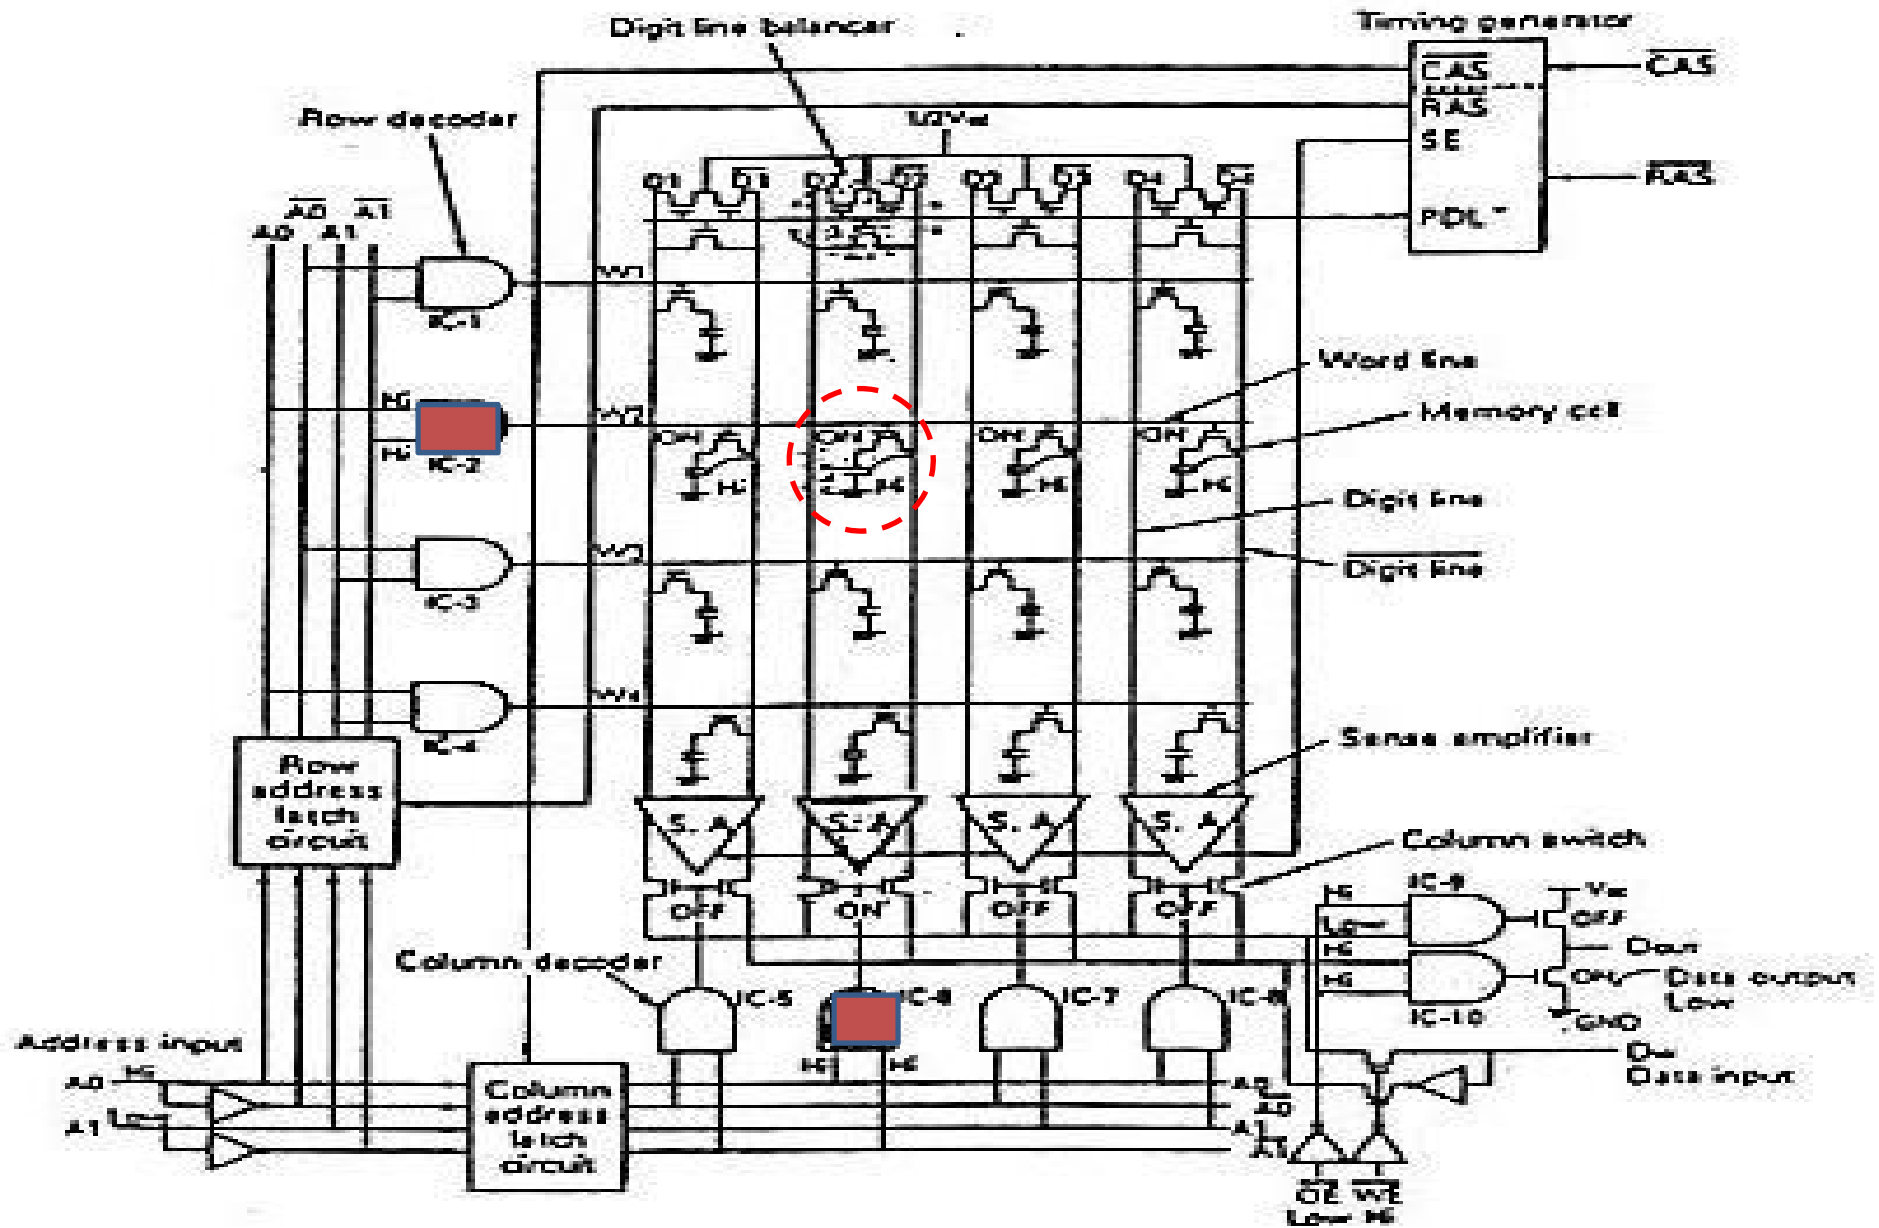 Digit line balancer
Timing generator
CAS
CAS
RAS
RAS
SE
PDL
Row decoder
1/2Vcc
D1
D1
D2
D2
D3
D4
D4
A0
A1
A0
A1
W1
IC-1
Hi
Hi
IC-2
W2
ON
ON
ON
ON
Hi
Hi
Hi
Hi
Word line
Memory cell
Digit line
Digit line
W3
IC-3
W4
IC-4
Row
address
latch
circuit
S. A
S. A
S. A
S. A
Sense amplifier
Column switch
OFF
ON
OFF
OFF
Column decoder
IC-5
IC-6
IC-7
IC-8
Hi
Hi
Hi
Low
Hi
Hi
IC-9
IC-10
Vcc
OFF
Dout
ON
Data output
Low
GND
Din
Data input
Address input
A0
Hi
A1
Lo
Column
address
latch
circuit
A0
A0
A1
A1
OE
WE
Low
Hi